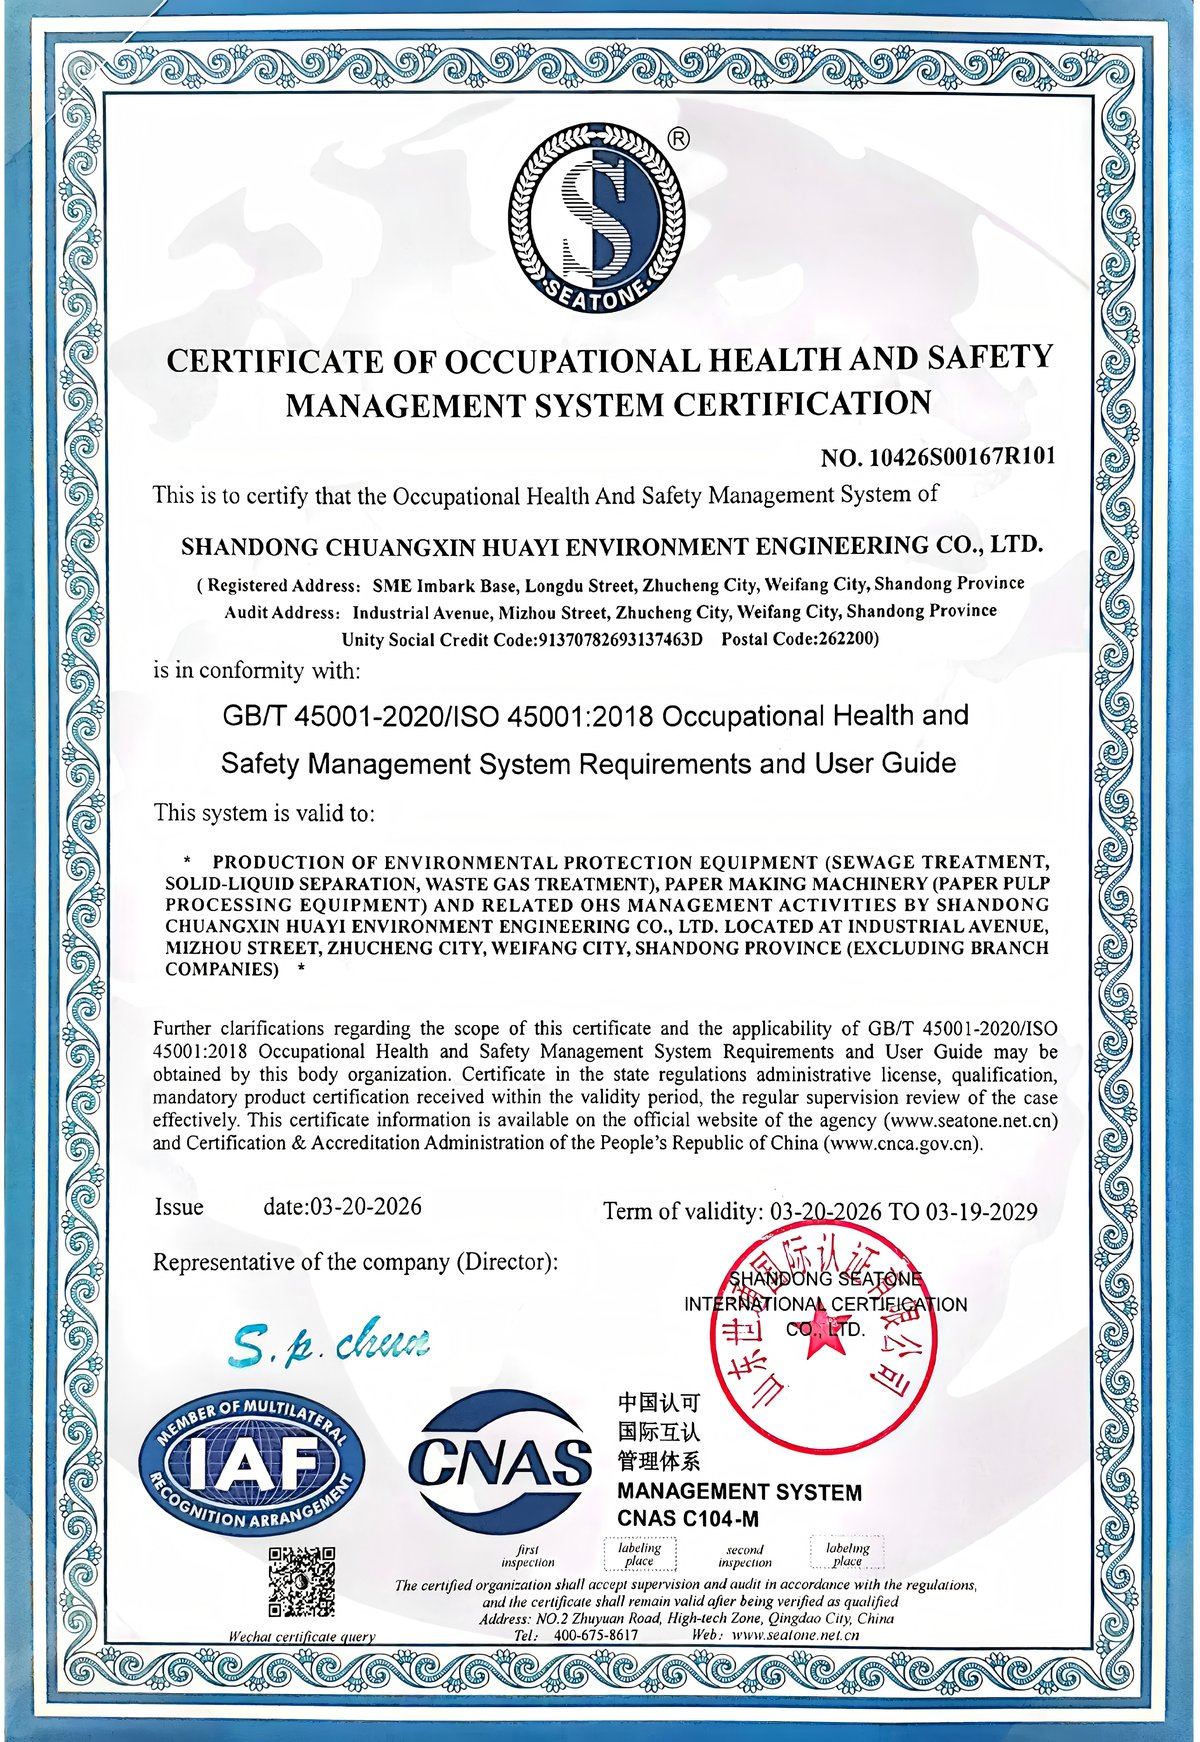 ®
S
·SEATONE·
CERTIFICATE OF OCCUPATIONAL HEALTH AND SAFETY
MANAGEMENT SYSTEM CERTIFICATION
NO. 10426S00167R101
This is to certify that the Occupational Health And Safety Management System of
SHANDONG CHUANGXIN HUAYI ENVIRONMENT ENGINEERING CO., LTD.
( Registered Address: SME Imbark Base, Longdu Street, Zhucheng City, Weifang City, Shandong Province
Audit Address: Industrial Avenue, Mizhou Street, Zhucheng City, Weifang City, Shandong Province
Unity Social Credit Code:91370782693137463D Postal Code:262200)
is in conformity with:
GB/T 45001-2020/ISO 45001:2018 Occupational Health and
Safety Management System Requirements and User Guide
This system is valid to:
* PRODUCTION OF ENVIRONMENTAL PROTECTION EQUIPMENT (SEWAGE TREATMENT,
SOLID-LIQUID SEPARATION, WASTE GAS TREATMENT), PAPER MAKING MACHINERY (PAPER PULP
PROCESSING EQUIPMENT) AND RELATED OHS MANAGEMENT ACTIVITIES BY SHANDONG
CHUANGXIN HUAYI ENVIRONMENT ENGINEERING CO., LTD. LOCATED AT INDUSTRIAL AVENUE,
MIZHOU STREET, ZHUCHENG CITY, WEIFANG CITY, SHANDONG PROVINCE (EXCLUDING BRANCH
COMPANIES) *
Further clarifications regarding the scope of this certificate and the applicability of GB/T 45001-2020/ISO
45001:2018 Occupational Health and Safety Management System Requirements and User Guide may be
obtained by this body organization. Certificate in the state regulations administrative license, qualification,
mandatory product certification received within the validity period, the regular supervision review of the case
effectively. This certificate information is available on the official website of the agency (www.seatone.net.cn)
and Certification & Accreditation Administration of the People's Republic of China (www.cnca.gov.cn).
Issue date:03-20-2026
Term of validity: 03-20-2026 TO 03-19-2029
Representative of the company (Director):
山东世通国际认证有限公司
SHANDONG SEATONE
INTERNATIONAL CERTIFICATION
CO., LTD.
S.p. chun
MEMBER OF MULTILATERAL
IAF
RECOGNITION ARRANGEMENT
CNAS
中国认可
国际互认
管理体系
MANAGEMENT SYSTEM
CNAS C104-M
first inspection
labeling place
second inspection
labeling place
The certified organization shall accept supervision and audit in accordance with the regulations,
and the certificate shall remain valid after being verified as qualified
Address: NO.2 Zhuyuan Road, High-tech Zone, Qingdao City, China
Tel: 400-675-8617 Web: www.seatone.net.cn
Wechat certificate query